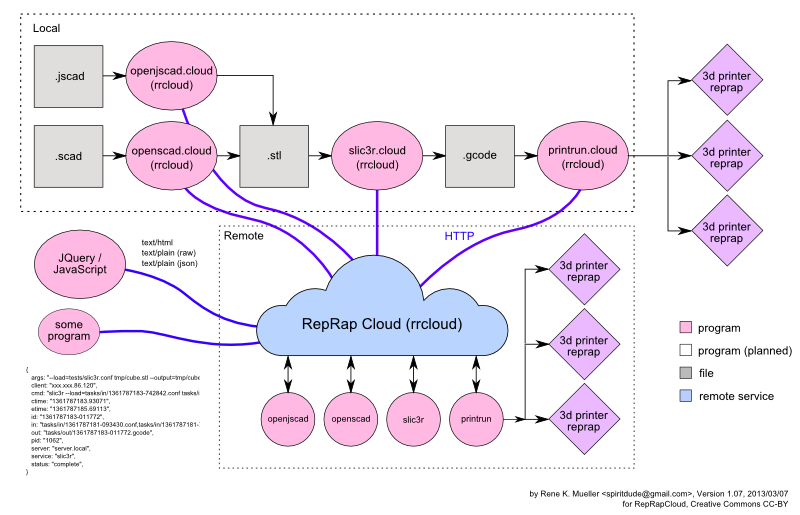 Local
.jscad
openjscad.cloud
(rrcloud)
.scad
openscad.cloud
(rrcloud)
.stl
slic3r.cloud
(rrcloud)
.gcode
printrun.cloud
(rrcloud)
3d printer
reprap
3d printer
reprap
3d printer
reprap
JQuery /
JavaScript
text/html
text/plain (raw)
text/plain (json)
some
program
Remote
HTTP
RepRap Cloud (rrcloud)
openjscad
openscad
slic3r
printrun
3d printer
reprap
3d printer
reprap
3d printer
reprap
program
program (planned)
file
remote service
{
args: "--load=tests/slic3r.conf tmp/cube.stl --output=tmp/cube
client: "xxx.xxx.86.120",
cmd: "slic3r --load=tasks/in/1361787183-742842.conf tasks/i
ctime: "1361787183.93071",
etime: "1361787185.69113",
id: "1361787183-011772",
in: "tasks/in/1361787181-093430.conf,tasks/in/1361787181-
out: "tasks/out/1361787183-011772.gcode",
pid: "1062",
server: "server.local",
service: "slic3r",
status: "complete",
}
by Rene K. Mueller <spiritdude@gmail.com>, Version 1.07, 2013/03/07
for RepRapCloud, Creative Commons CC-BY